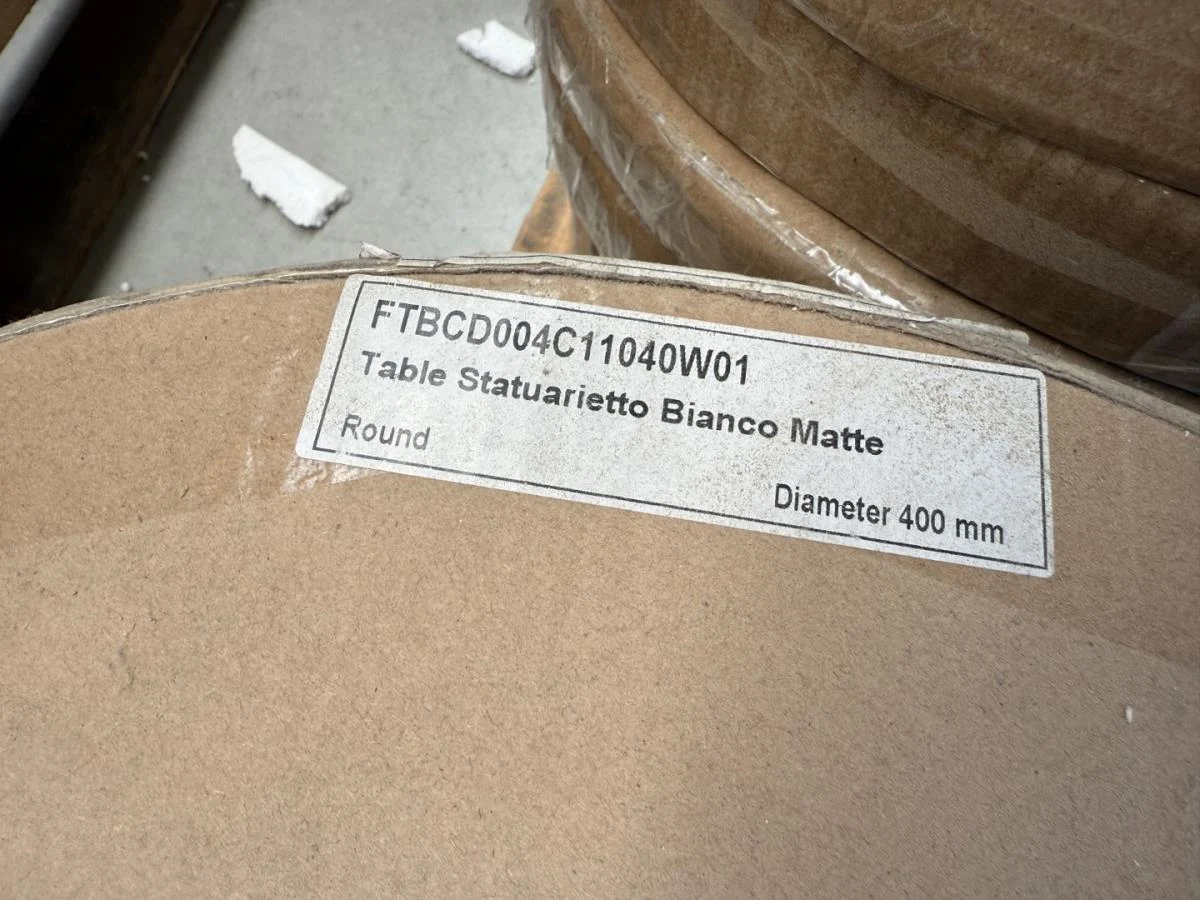 FTBCD004C11040W01
Table Statuarietto Bianco Matte
Round
Diameter 400 mm